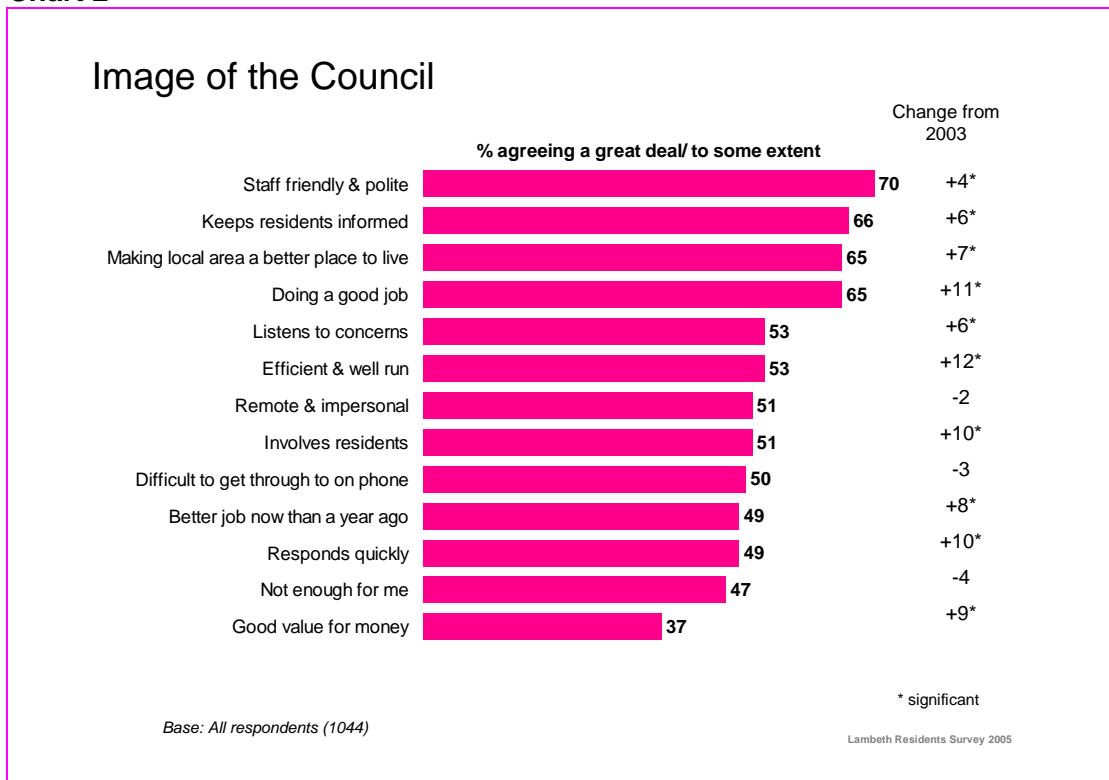 Image of the Council
Change from
2003
% agreeing a great deal/ to some extent
Staff friendly & polite 70 +4*
Keeps residents informed 66 +6*
Making local area a better place to live 65 +7*
Doing a good job 65 +11*
Listens to concerns 53 +6*
Efficient & well run 53 +12*
Remote & impersonal 51 -2
Involves residents 51 +10*
Difficult to get through to on phone 50 -3
Better job now than a year ago 49 +8*
Responds quickly 49 +10*
Not enough for me 47 -4
Good value for money 37 +9*
* significant
Base: All respondents (1044)
Lambeth Residents Survey 2005